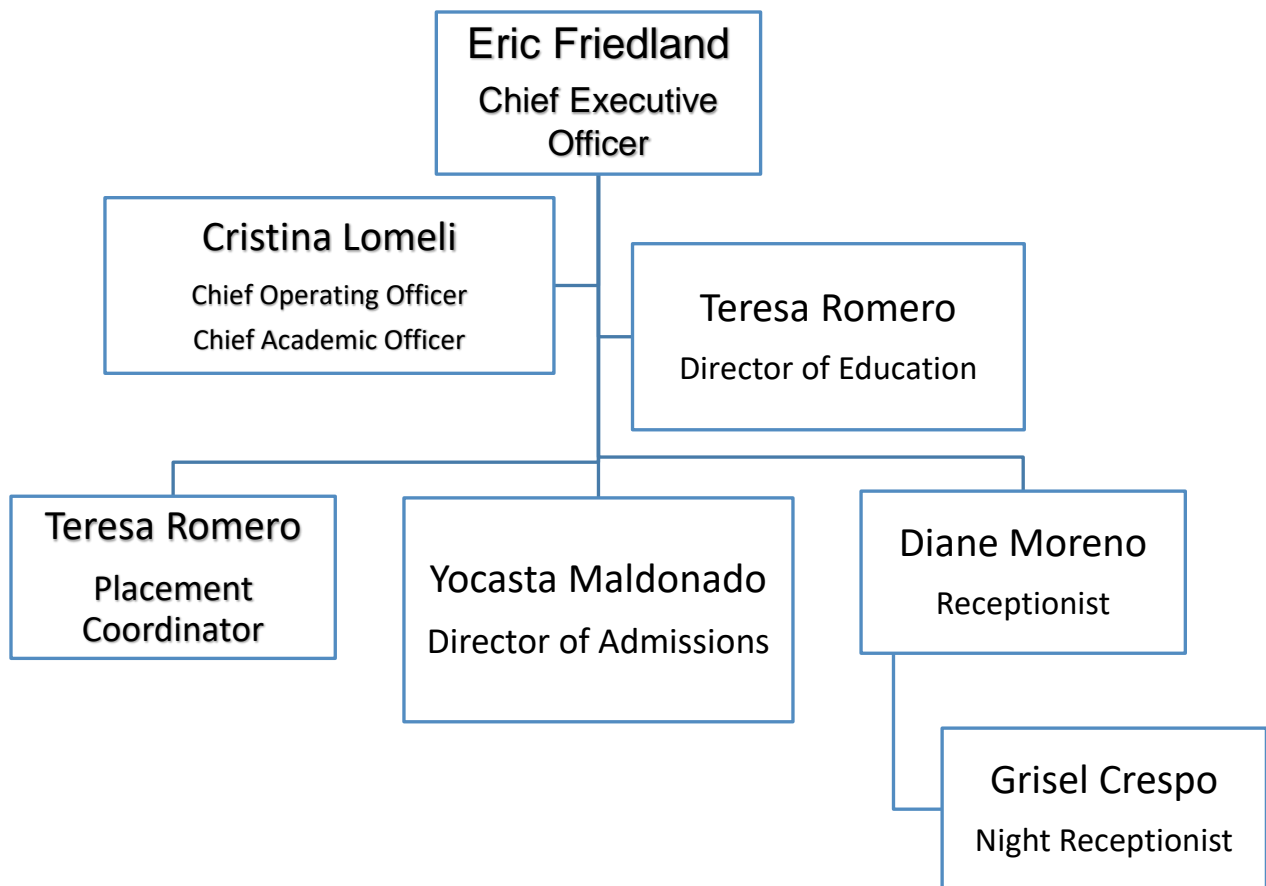 Eric Friedland
Chief Executive
Officer
Cristina Lomeli
Chief Operating Officer
Chief Academic Officer
Teresa Romero
Director of Education
Teresa Romero
Placement
Coordinator
Yocasta Maldonado
Director of Admissions
Diane Moreno
Receptionist
Grisel Crespo
Night Receptionist